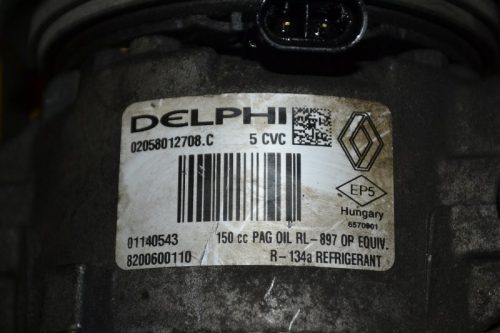 DELPHI
02058012708.C 5 CVC
EP5
Hungary
6570901
01140543 150 cc PAG OIL RL-897 OP EQUIV.
8200600110 R-134a REFRIGERANT